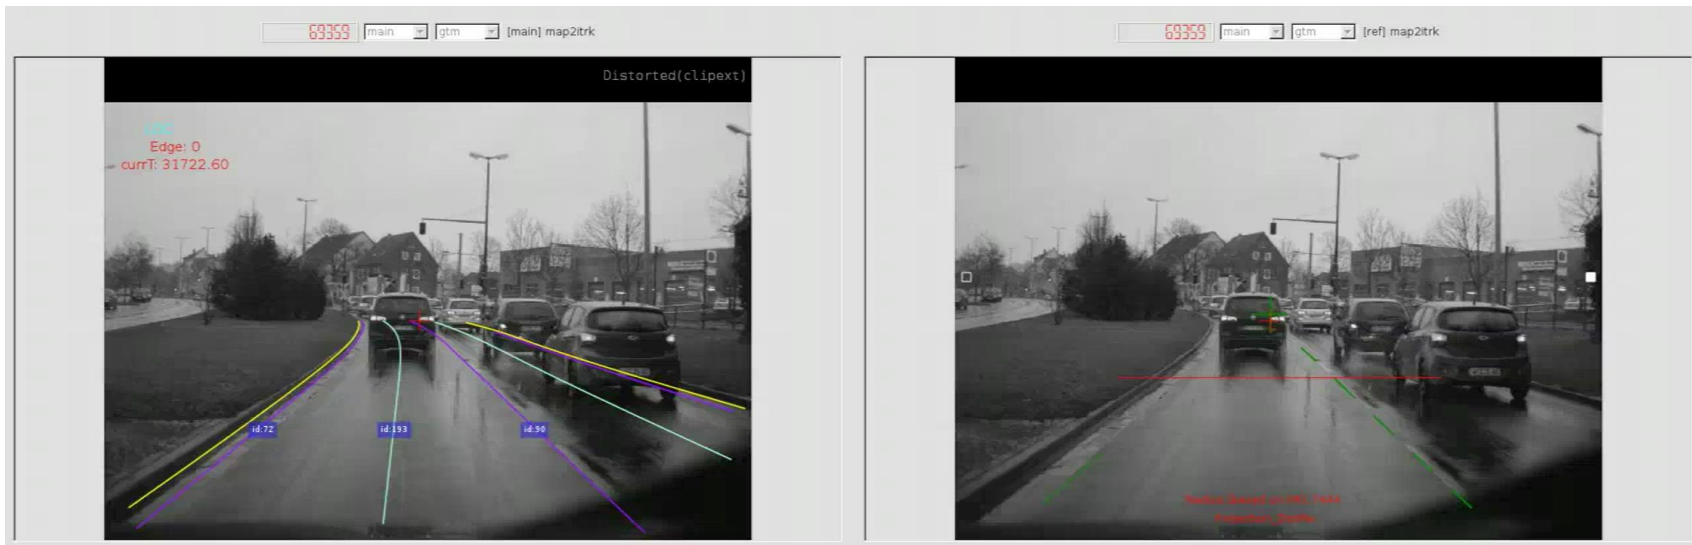 69359 main gtm [main] map2itrk
69359 main gtm [ref] map2itrk
Distorted(clipext)
Edge: 0
currT: 31722.60
id:72
id:193
id:90